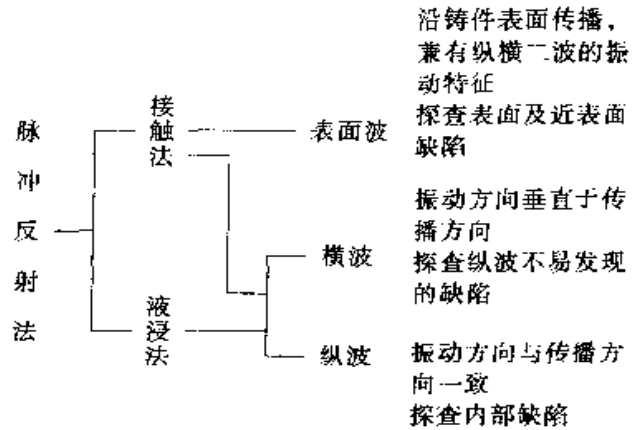 脉冲反射法
接触法
液浸法
表面波
沿铸件表面传播，
兼有纵横二波的振
动特征
探查表面及近表面
缺陷
横波
振动方向垂直于传
播方向
探查纵波不易发现
的缺陷
纵波
振动方向与传播方
向一致
探查内部缺陷